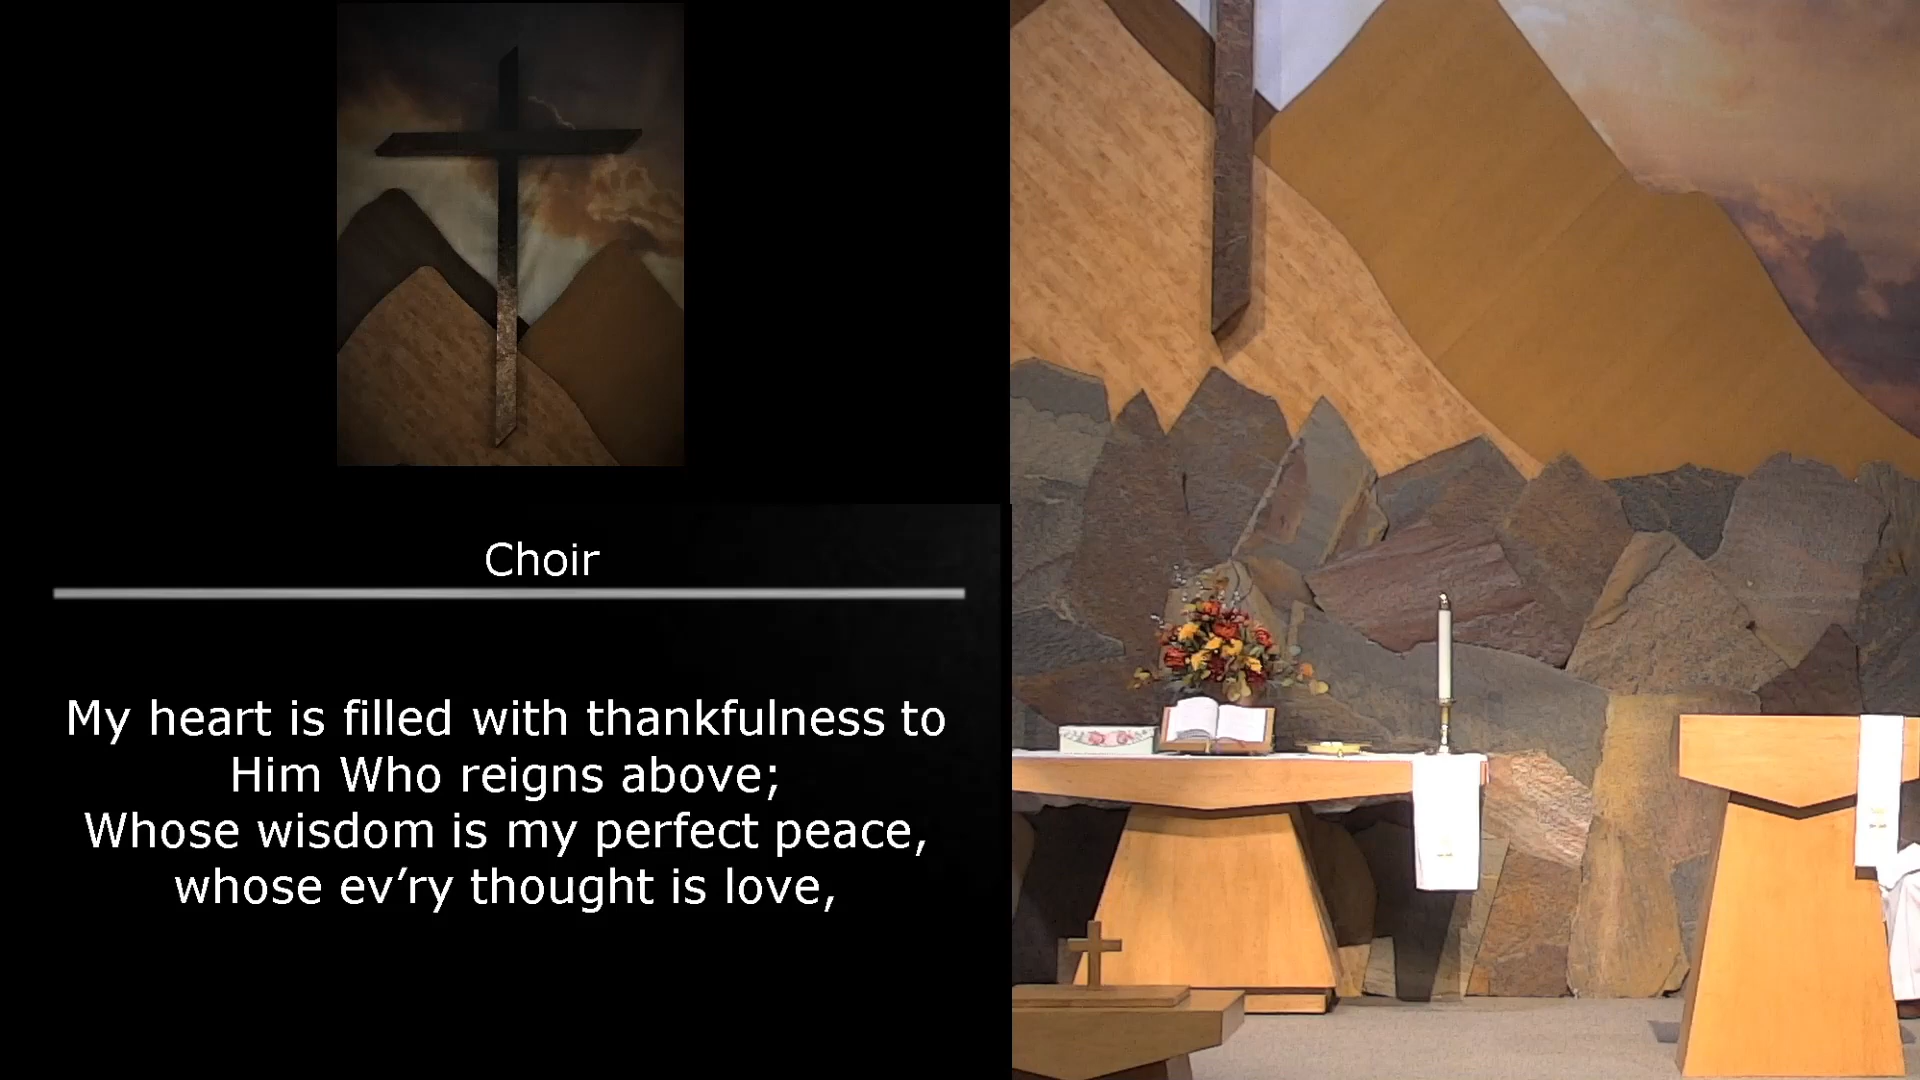 Choir
My heart is filled with thankfulness to
Him Who reigns above;
Whose wisdom is my perfect peace,
whose ev’ry thought is love,